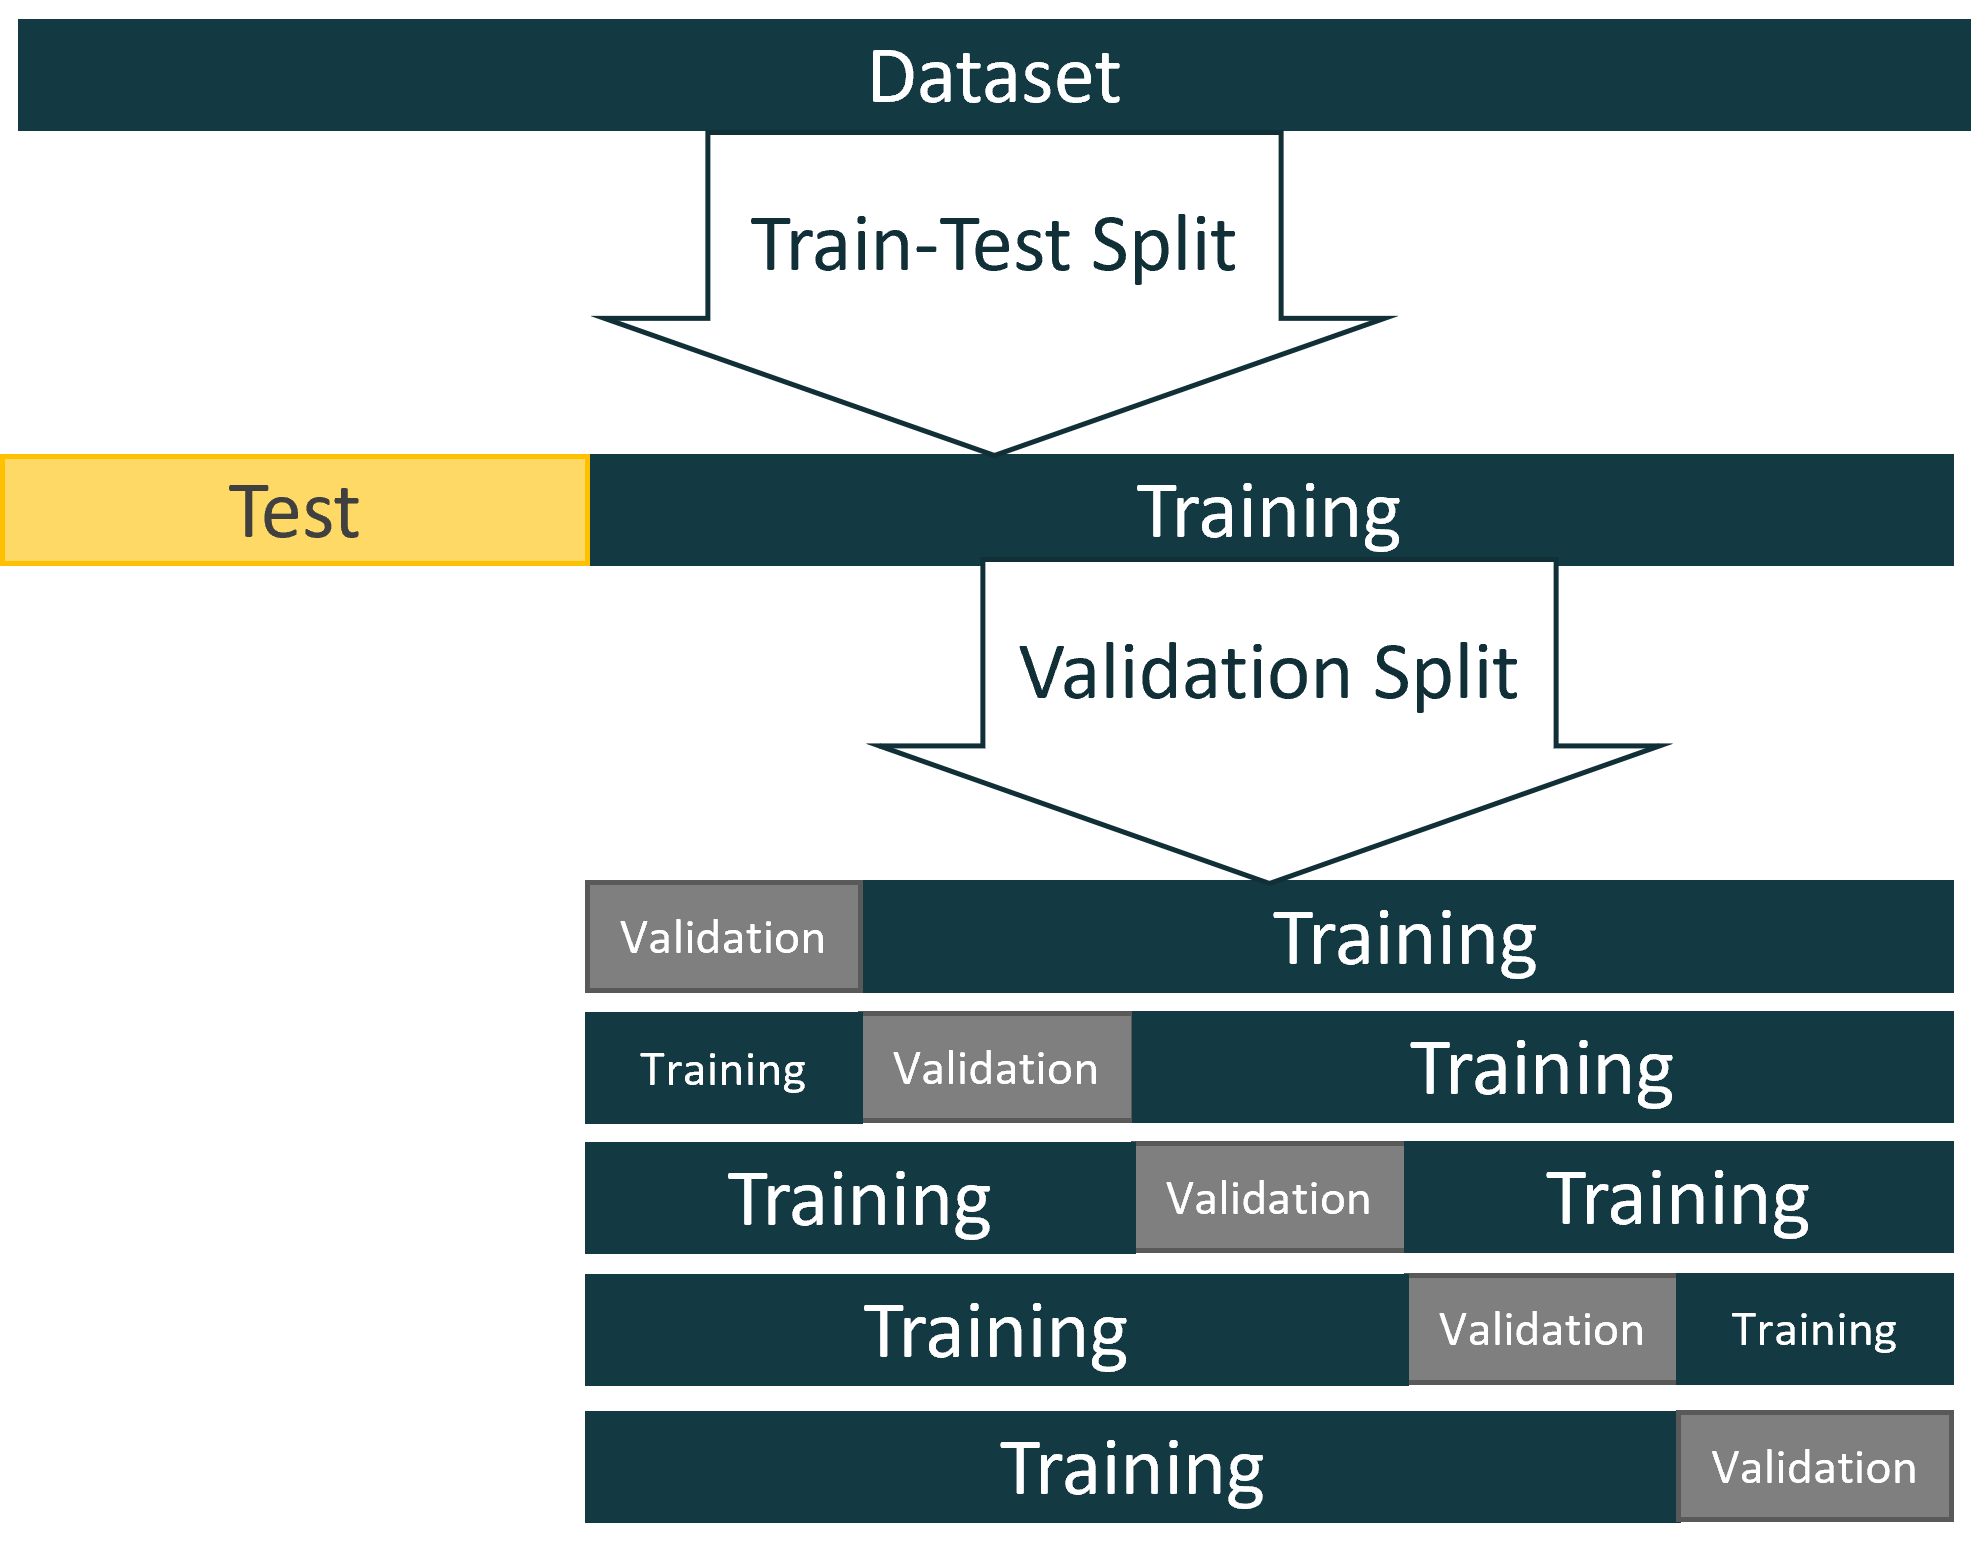 Dataset
Train-Test Split
Test
Training
Validation Split
Validation
Training
Training
Validation
Training
Training
Validation
Training
Training
Validation
Training
Training
Validation